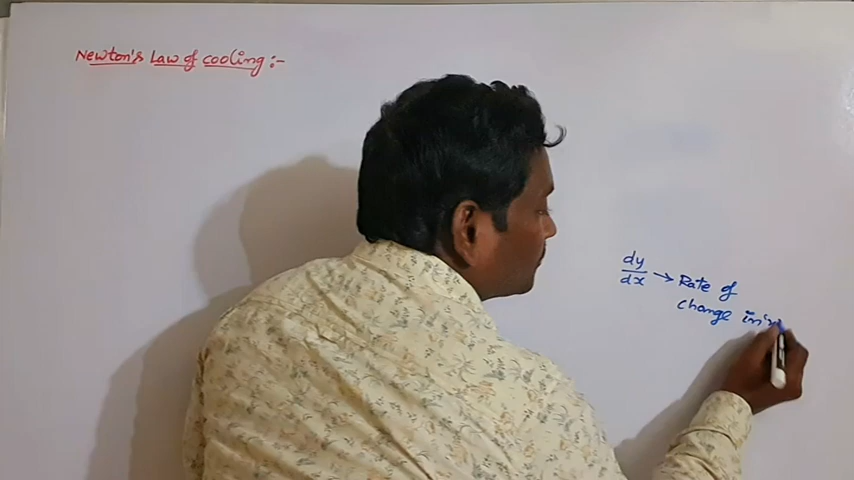 Newton's Law of cooling :-
dy
dx → Rate of
change in